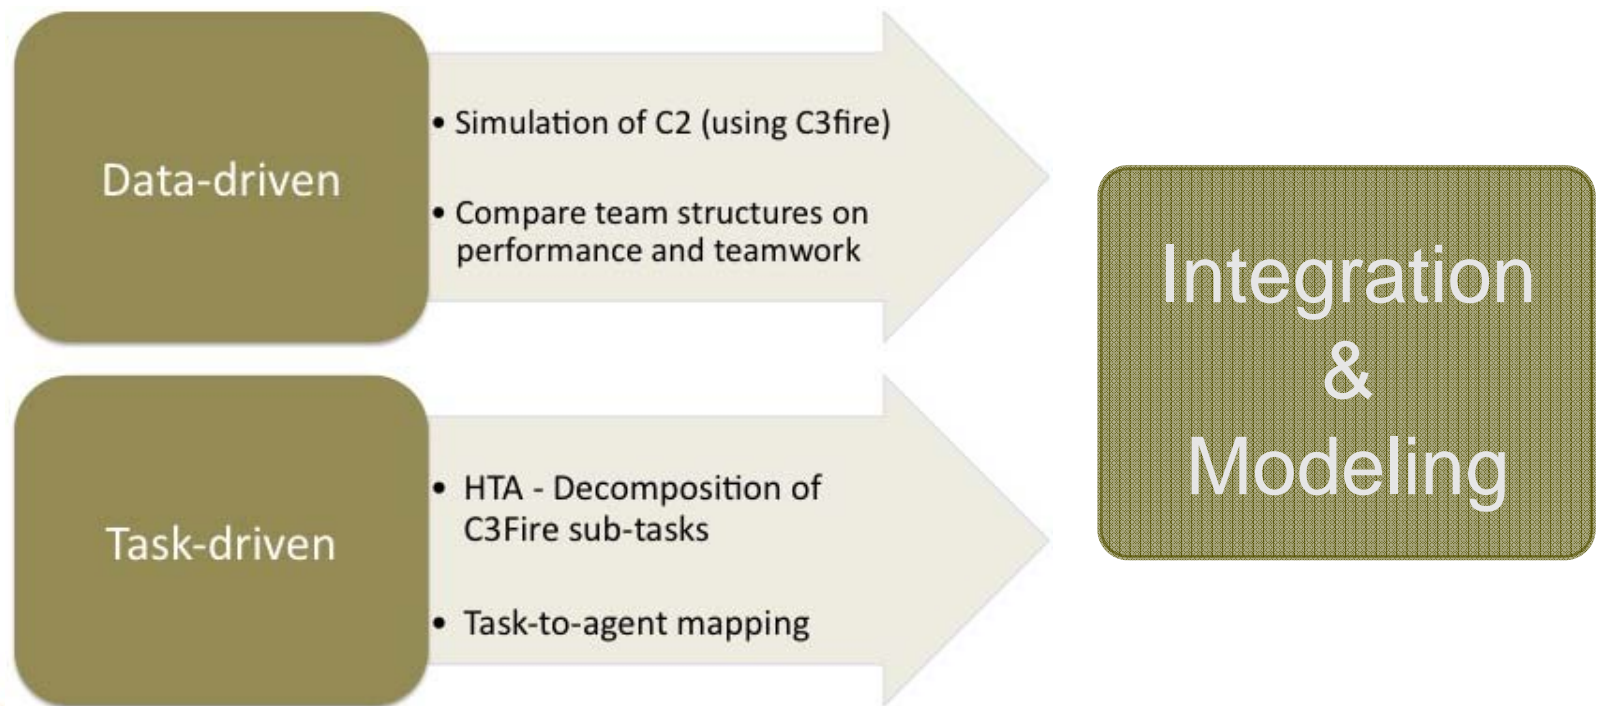 Data-driven
• Simulation of C2 (using C3fire)
• Compare team structures on
performance and teamwork
Task-driven
• HTA - Decomposition of
C3Fire sub-tasks
• Task-to-agent mapping
Integration
&
Modeling